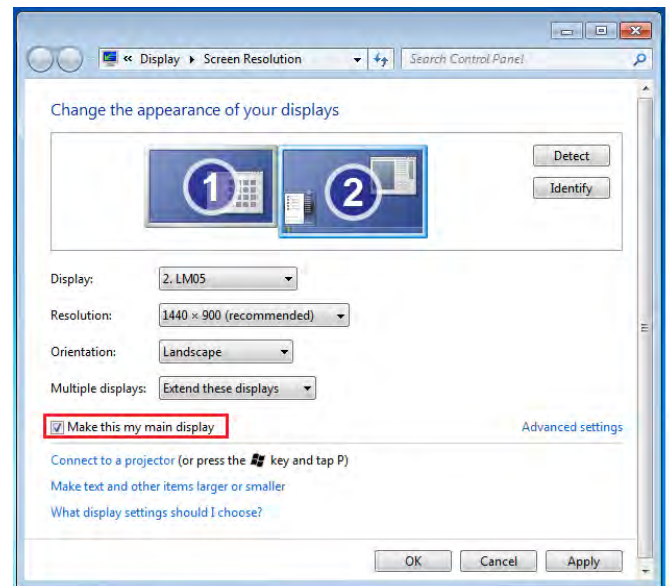 « Display ▸ Screen Resolution
Search Control Panel
Change the appearance of your displays
1
2
Detect
Identify
Display: 2. LM05
Resolution: 1440 × 900 (recommended)
Orientation: Landscape
Multiple displays: Extend these displays
Make this my main display
Advanced settings
Connect to a projector (or press the key and tap P)
Make text and other items larger or smaller
What display settings should I choose?
OK Cancel Apply